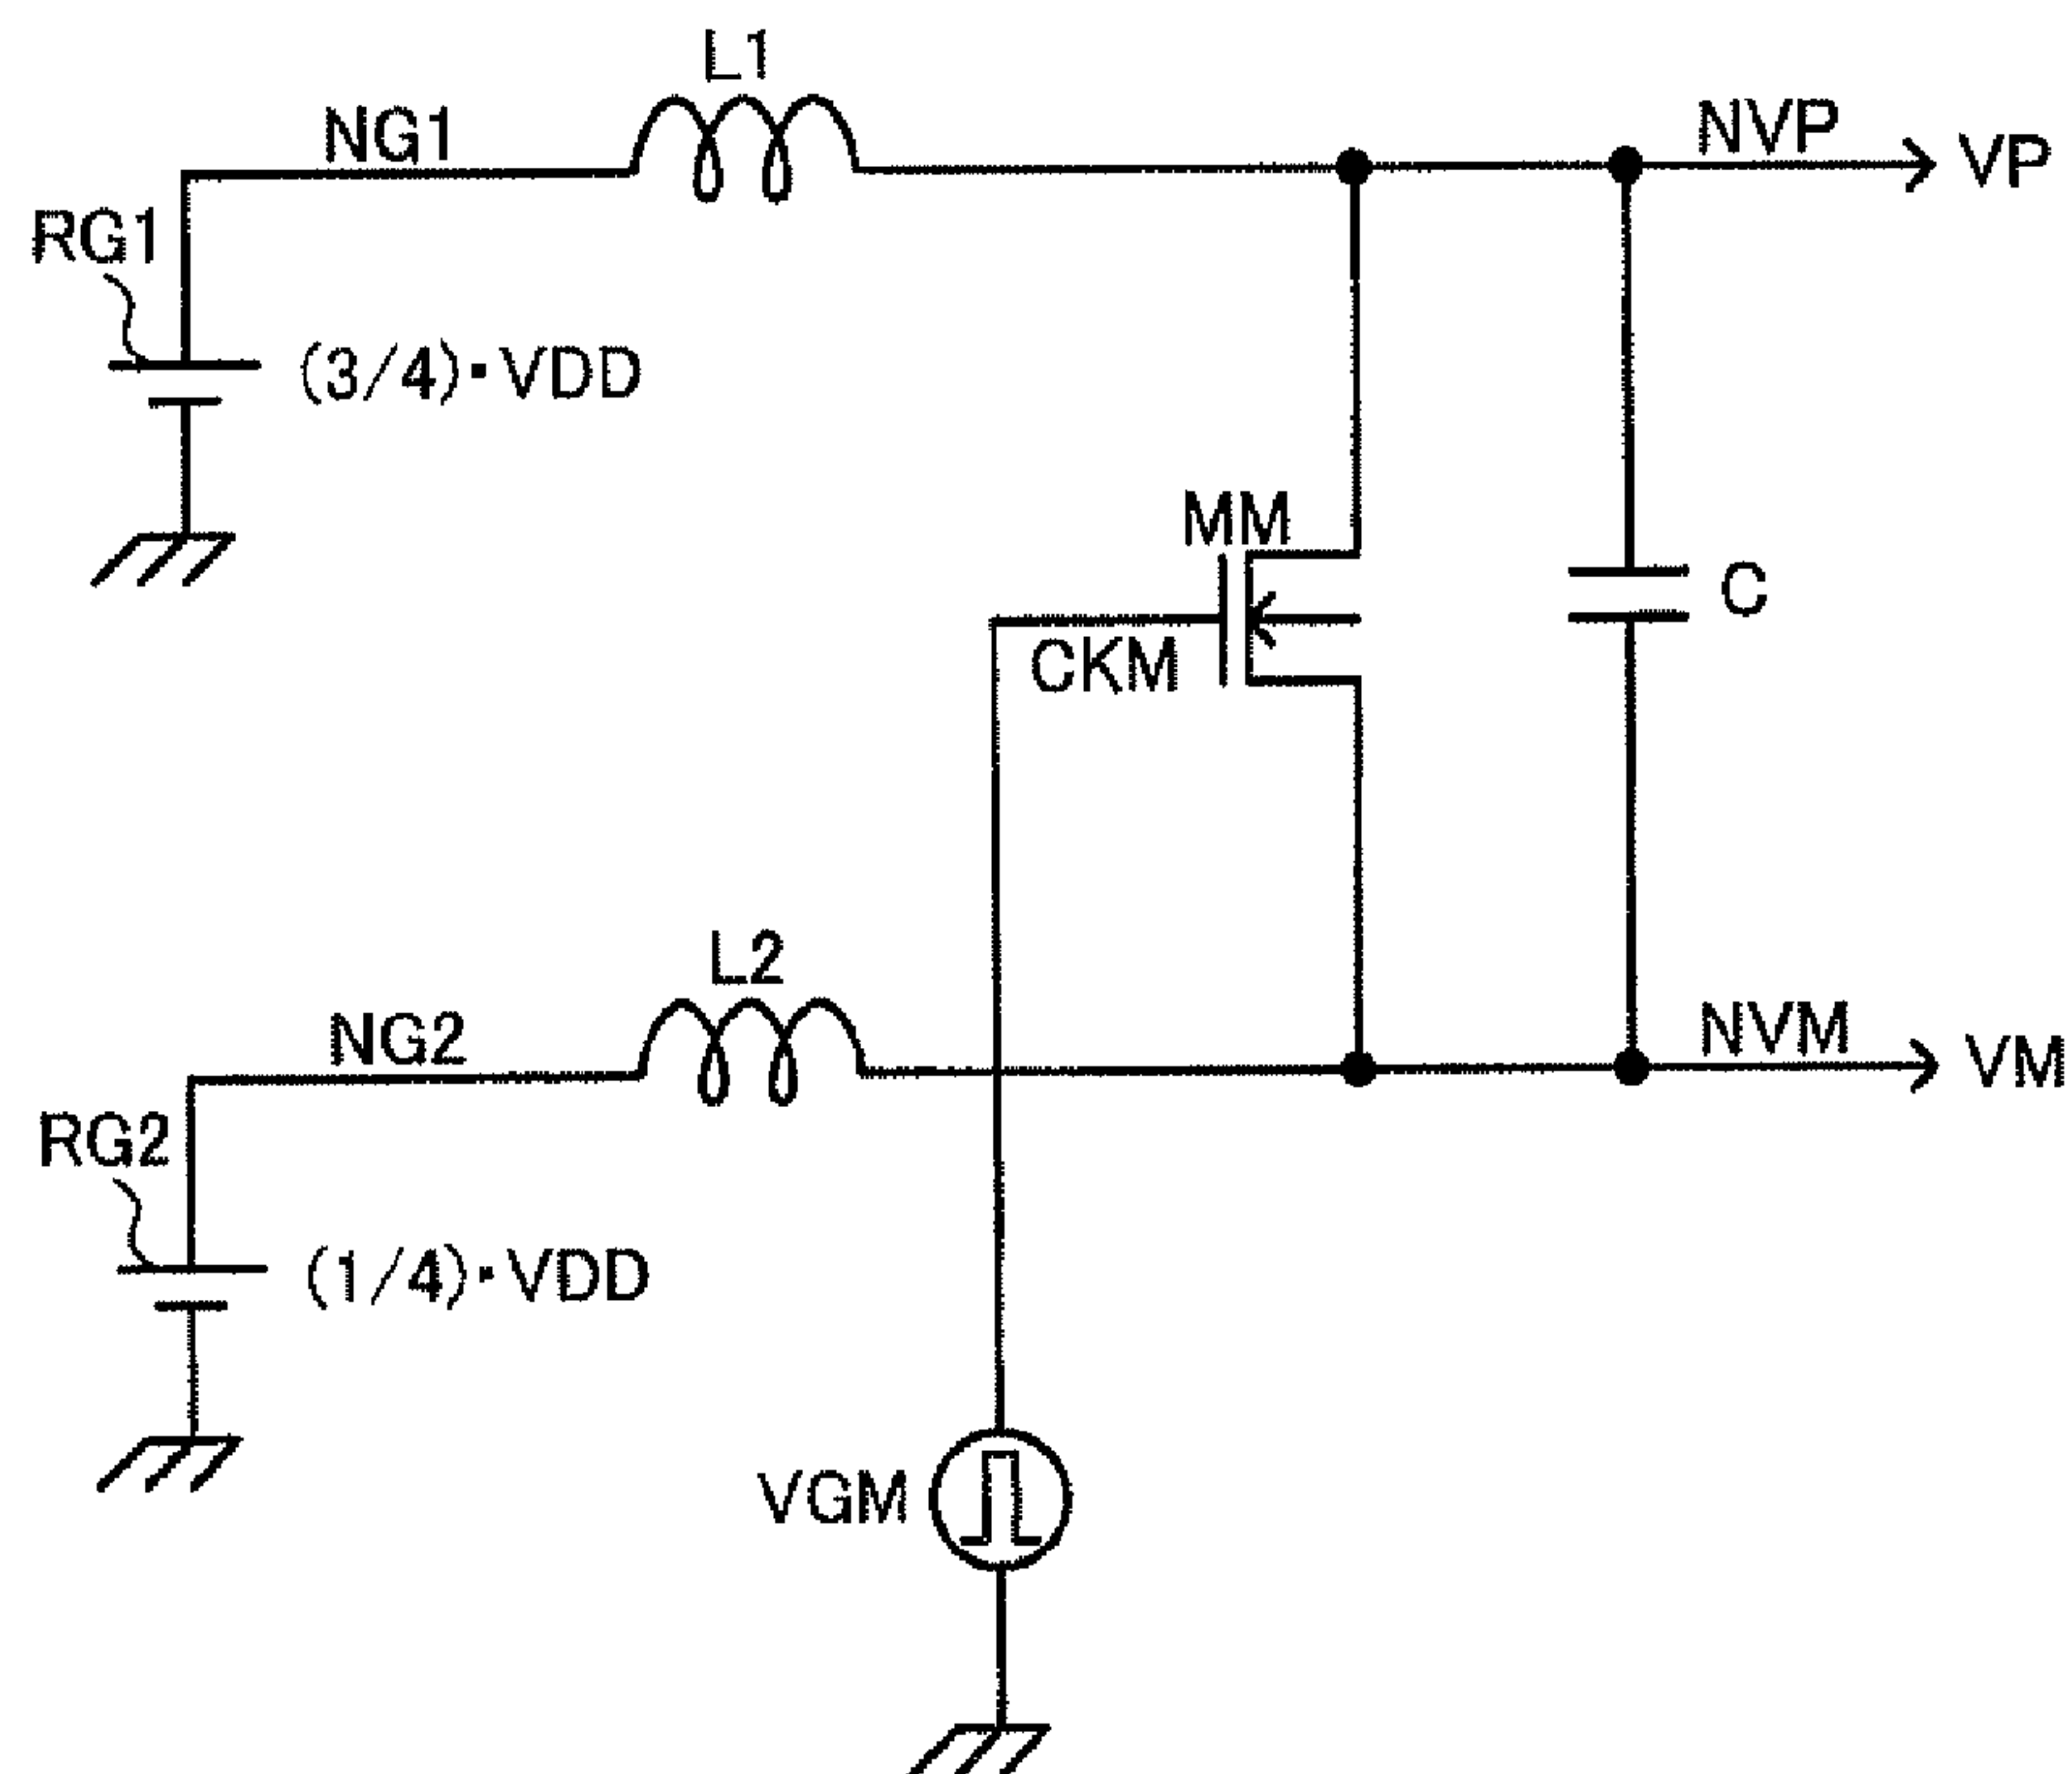 L1
NG1
NVP
VP
RG1
(3/4)・VDD
MM
C
CKM
L2
NG2
NVM
VM
RG2
(1/4)・VDD
VGM